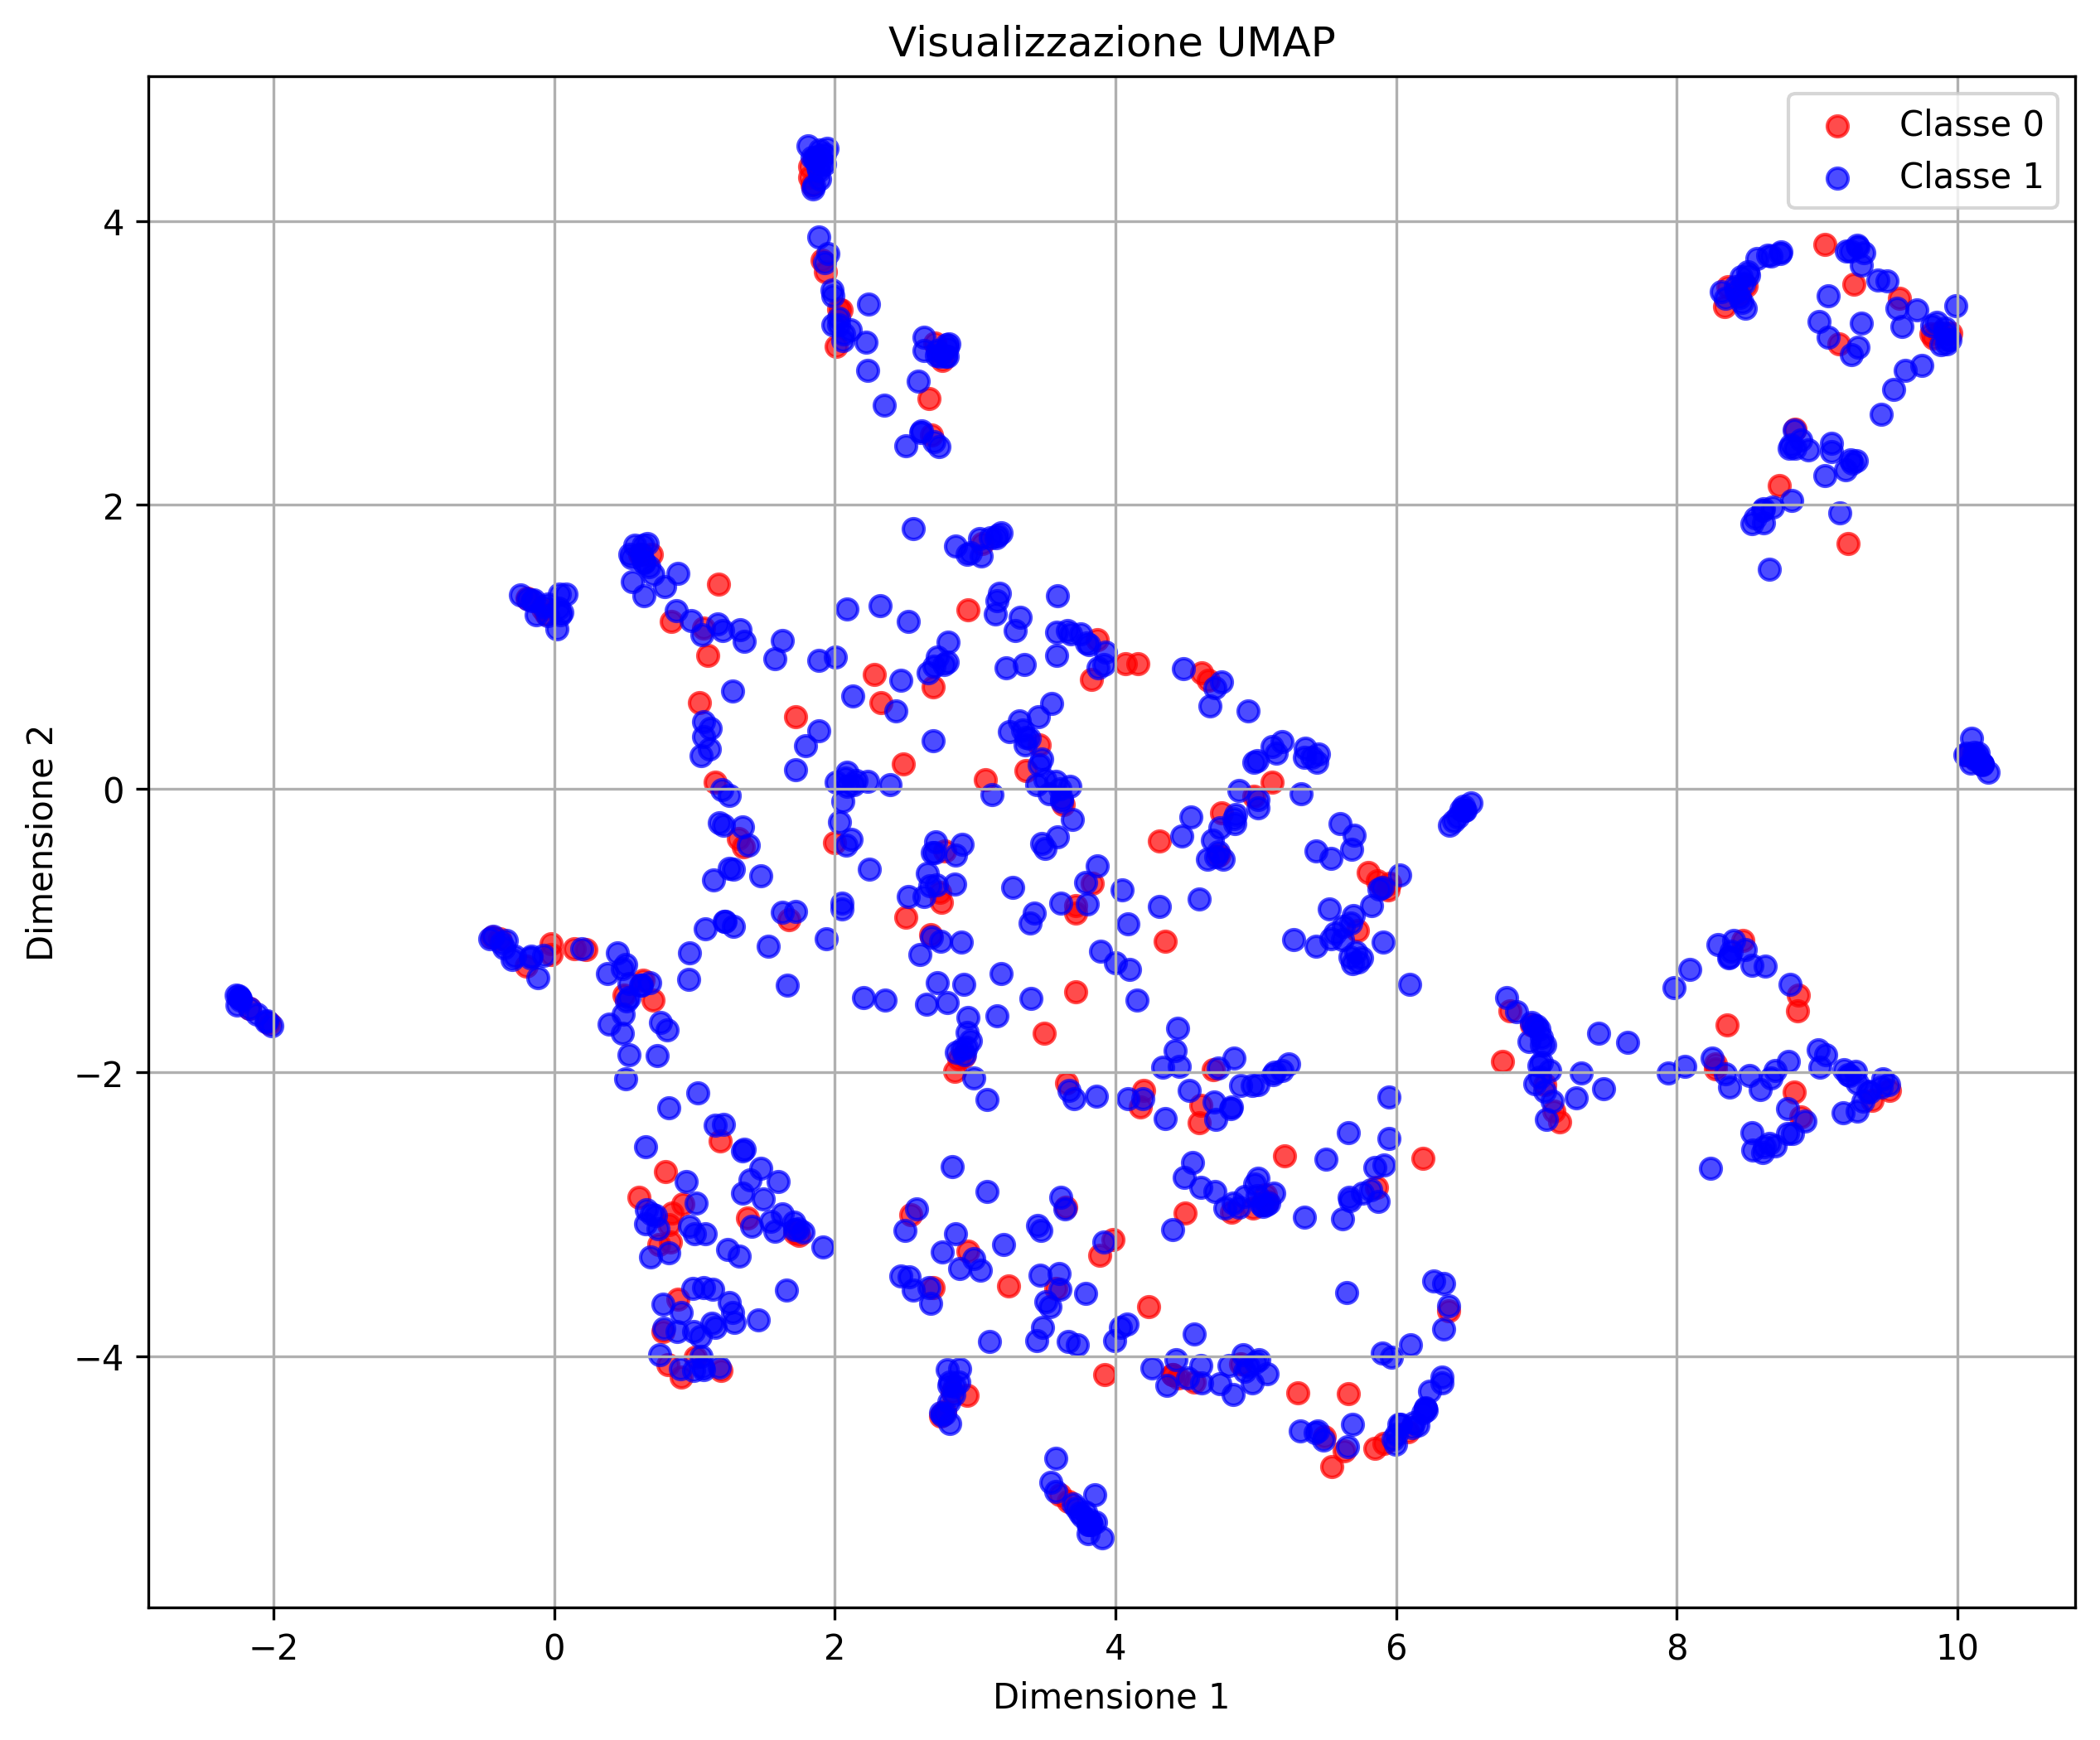 Visualizzazione UMAP
Classe 0
Classe 1
4
2
0
−2
−4
Dimensione 2
−2
0
2
4
6
8
10
Dimensione 1